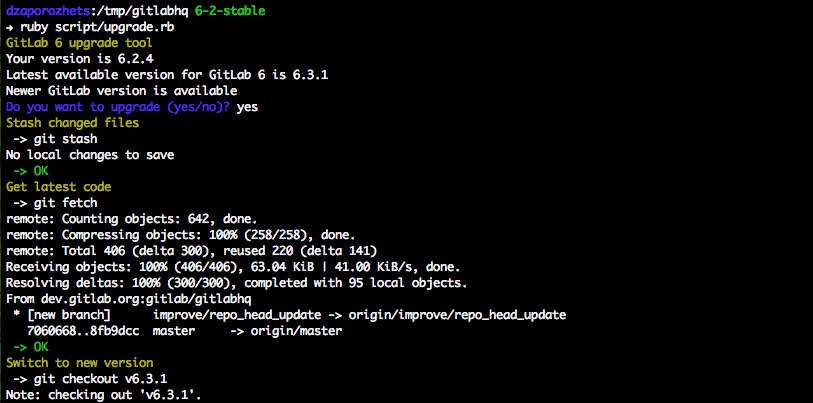 dzaporozhets:/tmp/gitlabhq 6-2-stable
→ ruby script/upgrade.rb
GitLab 6 upgrade tool
Your version is 6.2.4
Latest available version for GitLab 6 is 6.3.1
Newer GitLab version is available
Do you want to upgrade (yes/no)? yes
Stash changed files
-> git stash
No local changes to save
-> OK
Get latest code
-> git fetch
remote: Counting objects: 642, done.
remote: Compressing objects: 100% (258/258), done.
remote: Total 406 (delta 300), reused 220 (delta 141)
Receiving objects: 100% (406/406), 63.04 KiB | 41.00 KiB/s, done.
Resolving deltas: 100% (300/300), completed with 95 local objects.
From dev.gitlab.org:gitlab/gitlabhq
* [new branch]      improve/repo_head_update -> origin/improve/repo_head_update
7060668..8fb9dcc  master     -> origin/master
-> OK
Switch to new version
-> git checkout v6.3.1
Note: checking out 'v6.3.1'.